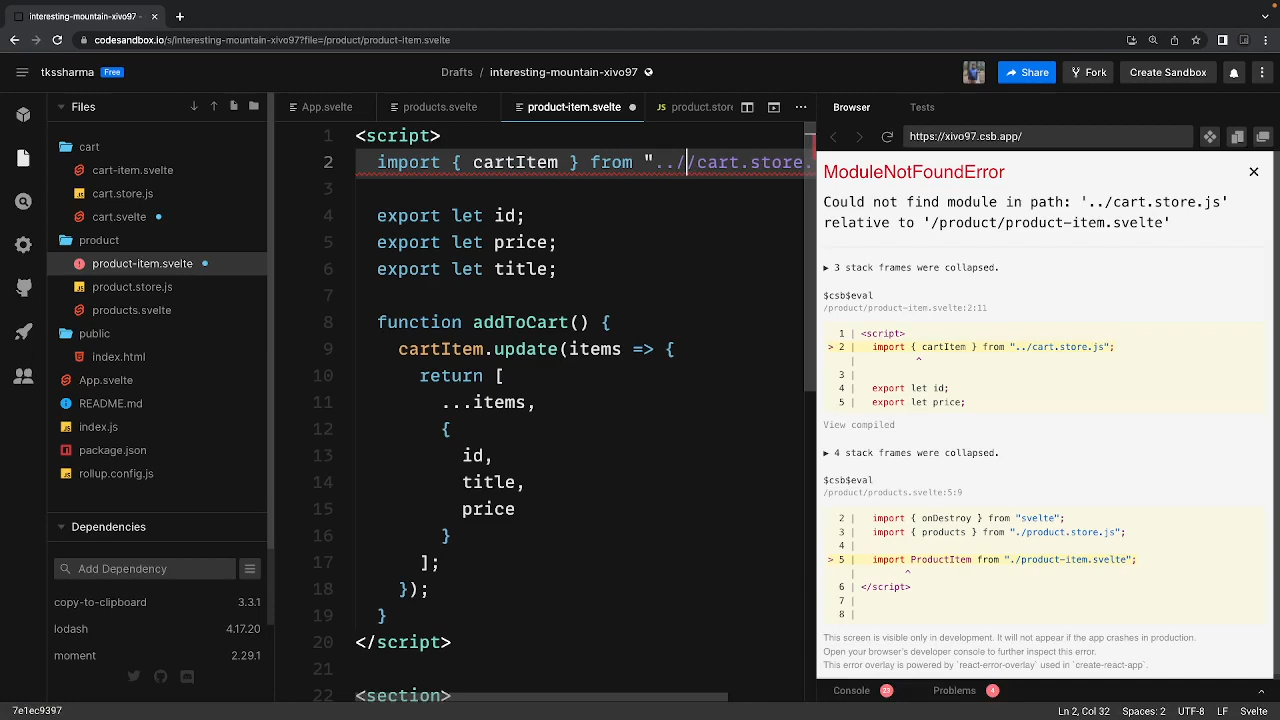 interesting-mountain-xivo97
codesandbox.io/s/interesting-mountain-xivo97?file=/product/product-item.svelte
tkssharma Free
Drafts / interesting-mountain-xivo97
Share
Fork
Create Sandbox
Files
cart
cart-item.svelte
cart.store.js
cart.svelte
product
product-item.svelte
product.store.js
products.svelte
public
index.html
App.svelte
README.md
index.js
package.json
rollup.config.js
Dependencies
Add Dependency
copy-to-clipboard 3.3.1
lodash 4.17.20
moment 2.29.1
App.svelte products.svelte product-item.svelte JS product.store
1 <script>
2 import { cartItem } from "..//cart.store.
3
4 export let id;
5 export let price;
6 export let title;
7
8 function addToCart() {
9 cartItem.update(items => {
10 return [
11 ...items,
12 {
13 id,
14 title,
15 price
16 }
17 ];
18 });
19 }
20 </script>
21
22 <section>
Browser Tests
https://xivo97.csb.app/
ModuleNotFoundError
Could not find module in path: '../cart.store.js'
relative to '/product/product-item.svelte'
▶ 3 stack frames were collapsed.
$csb$eval
/product/product-item.svelte:2:11
1 | <script>
> 2 | import { cartItem } from "../cart.store.js";
| ^
3 |
4 | export let id;
5 | export let price;
View compiled
▶ 4 stack frames were collapsed.
$csb$eval
/product/products.svelte:5:9
2 | import { onDestroy } from "svelte";
3 | import { products } from "./product.store.js";
4 |
> 5 | import ProductItem from "./product-item.svelte";
| ^
6 | </script>
7 |
8 |
This screen is visible only in development. It will not appear if the app crashes in production.
Open your browser's developer console to further inspect this error.
This error overlay is powered by `react-error-overlay` used in `create-react-app`.
Console 23 Problems 4
7e1ec9397
Ln 2, Col 32 Spaces: 2 UTF-8 LF Svelte